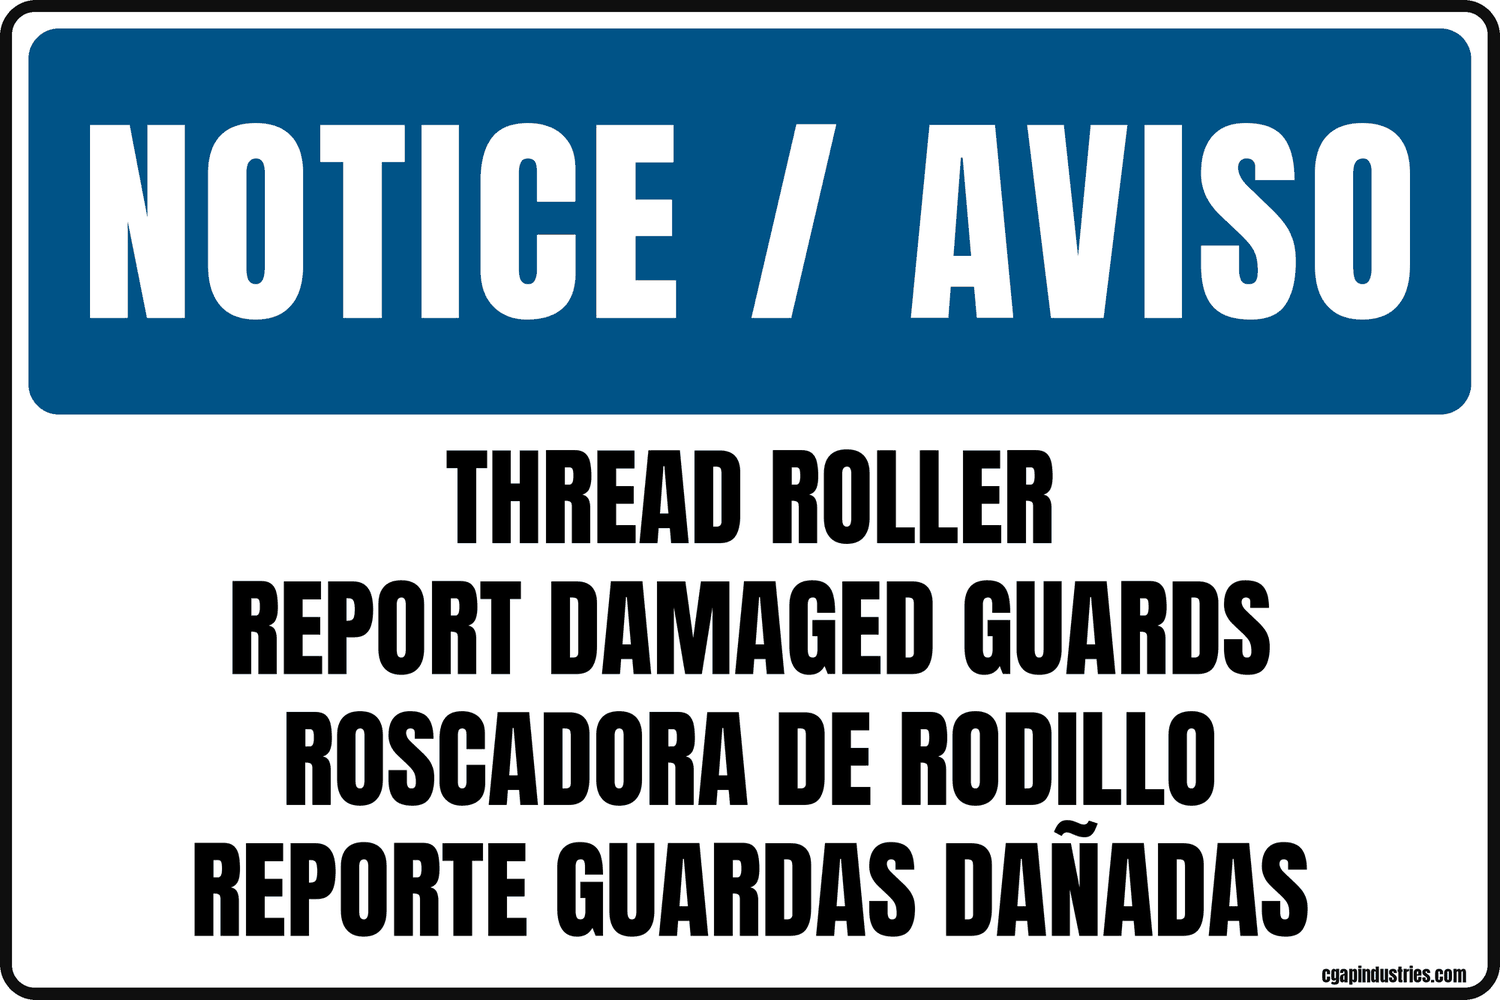 NOTICE / AVISO
THREAD ROLLER
REPORT DAMAGED GUARDS
ROSCADORA DE RODILLO
REPORTE GUARDAS DAÑADAS
cgapindustries.com